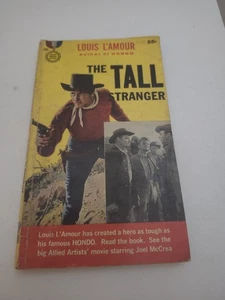 LOUIS L'AMOUR
AUTHOR OF HONDO
THE TALL
STRANGER
Louis L'Amour has created a hero as tough as
his famous HONDO. Read the book. See the
big Allied Artists' movie starring Joel McCrea